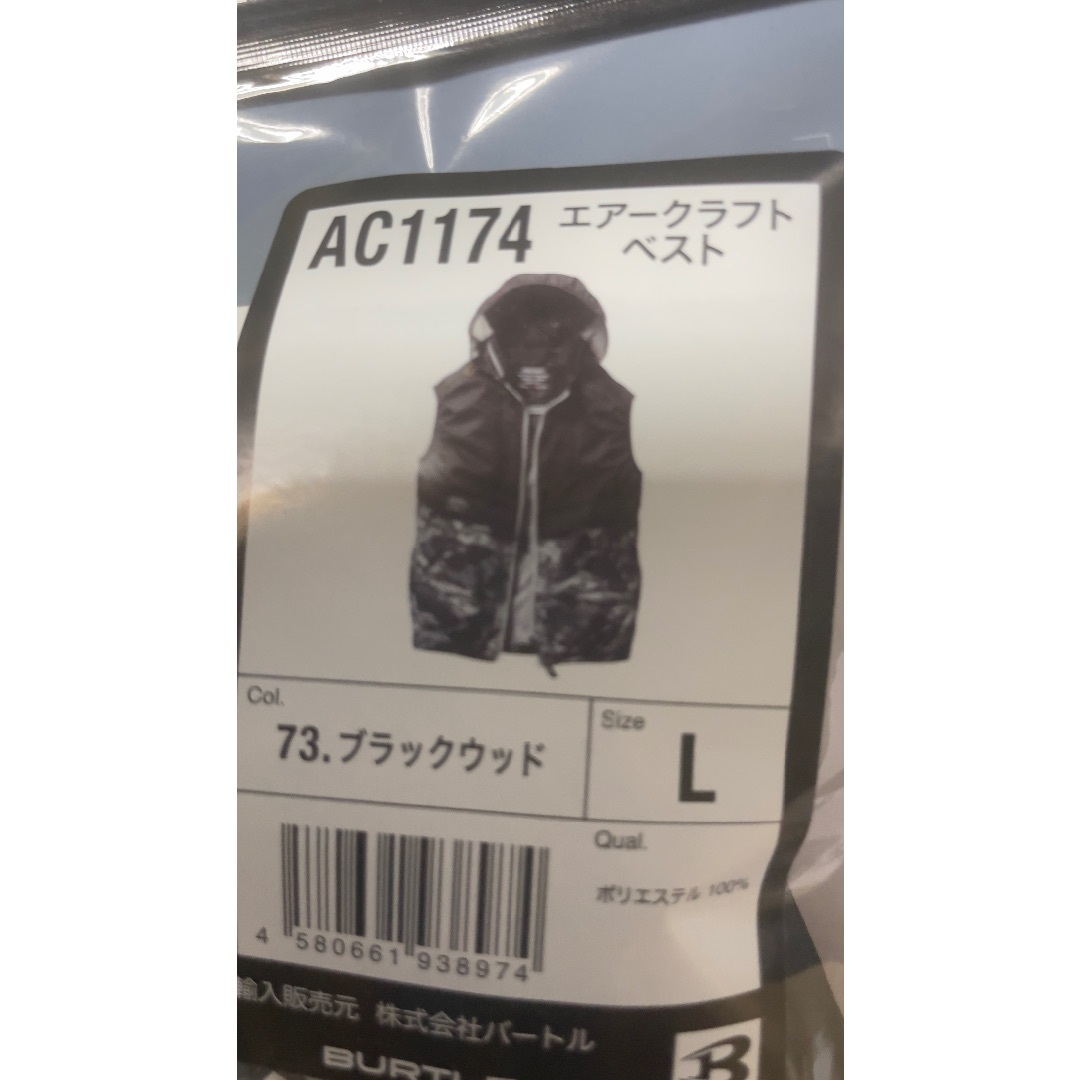 AC1174
エアークラフト
ベスト
Col.
73.ブラックウッド
Size
L
Qual.
ポリエステル 100%
4 580661 938974
輸入販売元 株式会社バートル